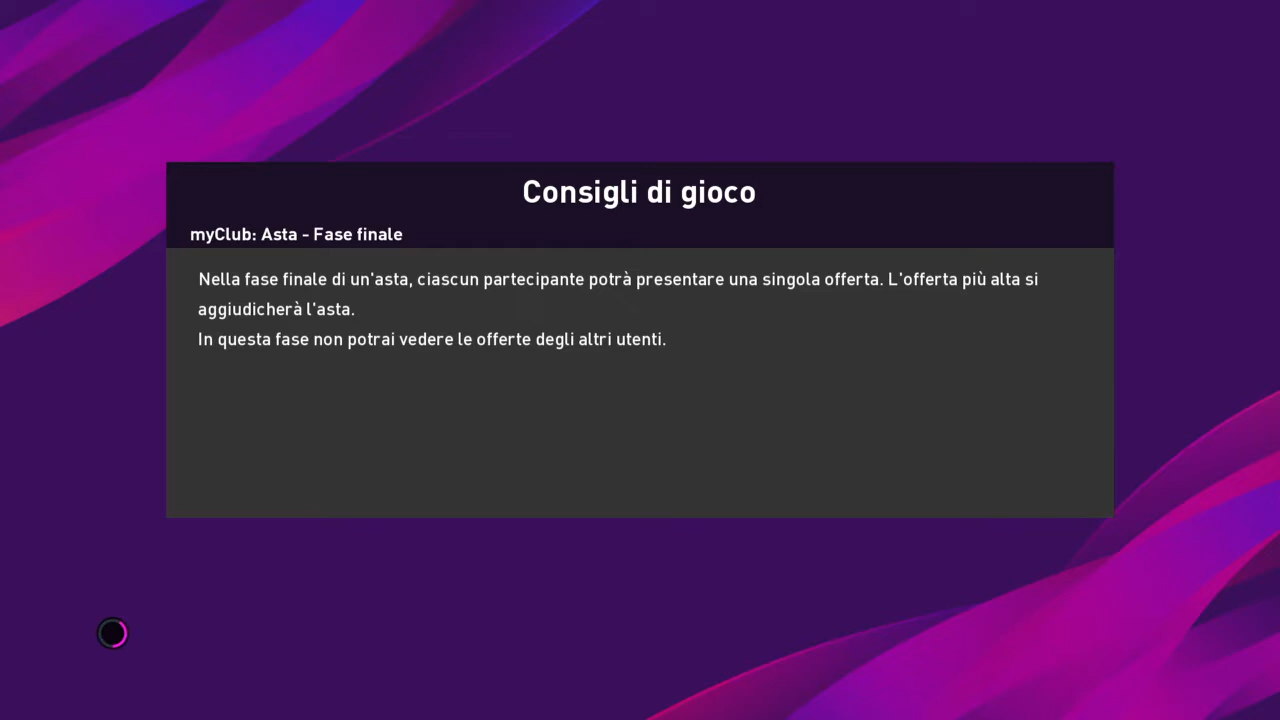 Consigli di gioco
myClub: Asta - Fase finale
Nella fase finale di un'asta, ciascun partecipante potrà presentare una singola offerta. L'offerta più alta si
aggiudicherà l'asta.
In questa fase non potrai vedere le offerte degli altri utenti.